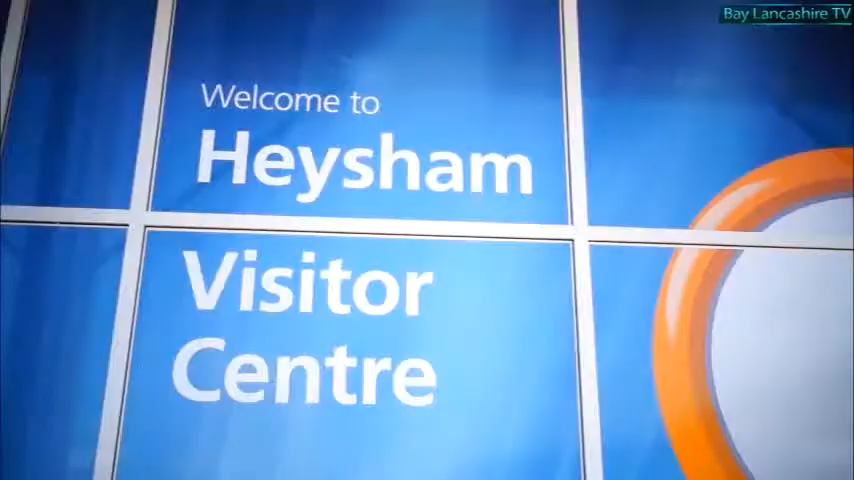 Bay Lancashire TV
Welcome to
Heysham
Visitor
Centre